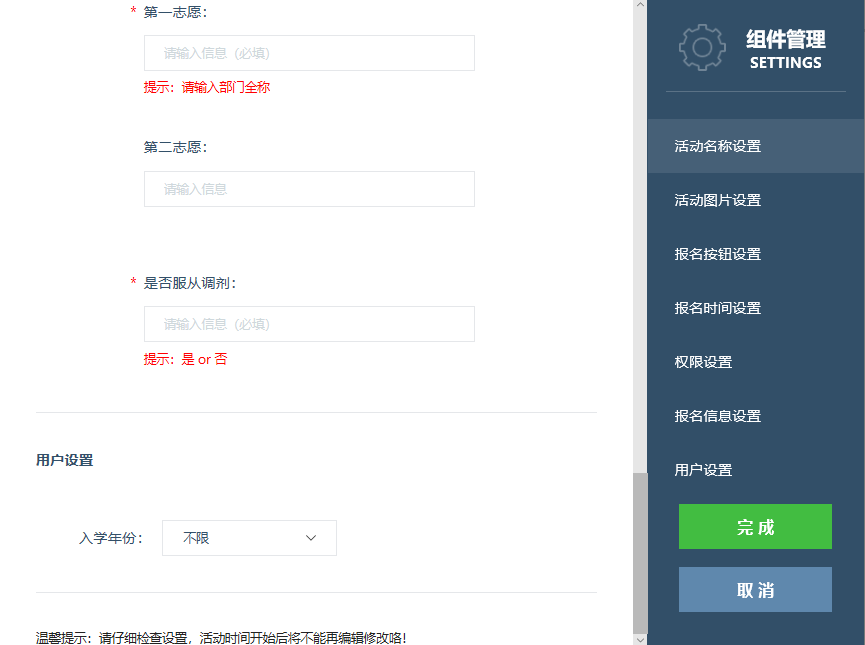 * 第一志愿：
请输入信息（必填）
提示：请输入部门全称
第二志愿：
请输入信息
* 是否服从调剂：
请输入信息（必填）
提示：是 or 否
用户设置
入学年份：
不限
温馨提示：请仔细检查设置，活动时间开始后将不能再编辑修改咯！
组件管理
SETTINGS
活动名称设置
活动图片设置
报名按钮设置
报名时间设置
权限设置
报名信息设置
用户设置
完成
取消